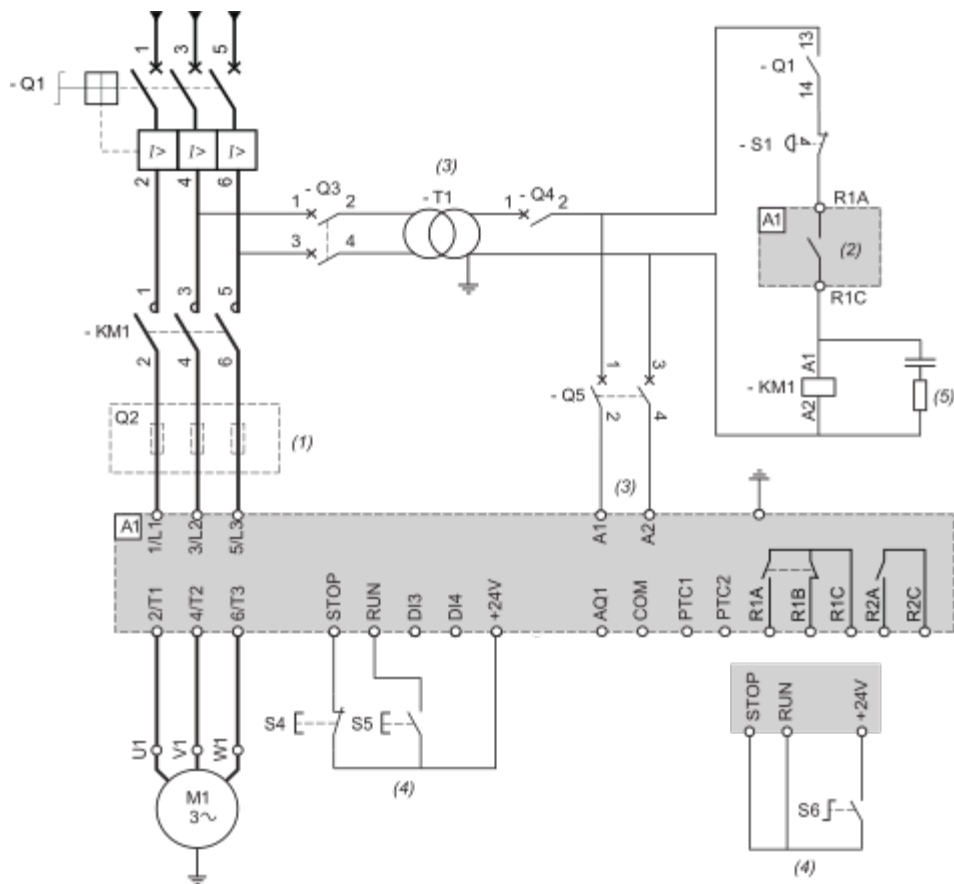 1 3 5
- Q1
I> I> I>
2 4 6
(3)
- Q3
1 2
3 4
- T1
- Q4
1 2
13
- Q1
14
- S1
R1A
A1
(2)
R1C
1 3 5
- KM1
2 4 6
1 3
- Q5
2 4
A1
- KM1
A2
(5)
Q2
(1)
(3)
A1
1/L1 3/L2 5/L3
A1 A2
2/T1 4/T2 6/T3
STOP RUN DI3 DI4 +24V
AQ1 COM PTC1 PTC2
R1A R1B R1C R2A R2C
S4 S5
(4)
STOP RUN +24V
S6
(4)
U1 V1 W1
M1
3~